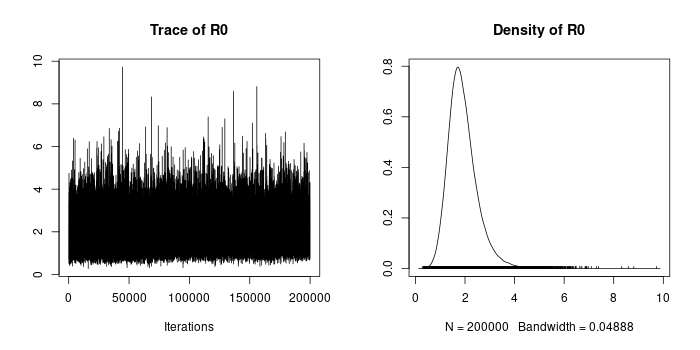 Trace of R0
10
8
6
4
2
0
0 50000 100000 150000 200000
Iterations
Density of R0
0.8
0.6
0.4
0.2
0.0
0 2 4 6 8 10
N = 200000 Bandwidth = 0.04888